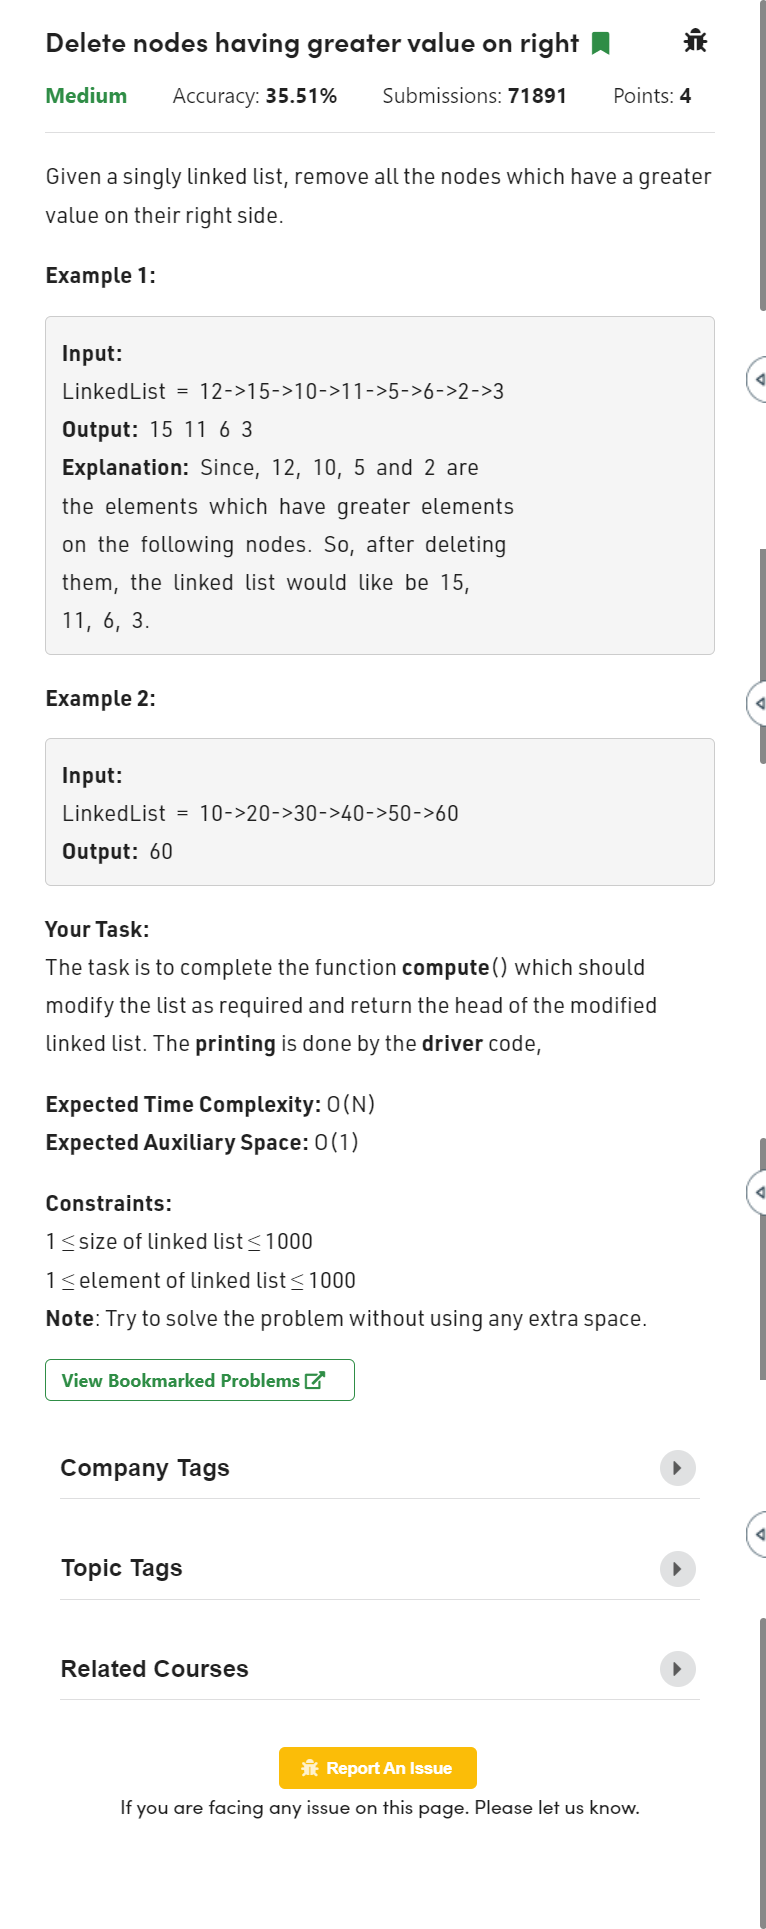 Delete nodes having greater value on right
Medium Accuracy: 35.51% Submissions: 71891 Points: 4
Given a singly linked list, remove all the nodes which have a greater
value on their right side.
Example 1:
Input:
LinkedList = 12->15->10->11->5->6->2->3
Output: 15 11 6 3
Explanation: Since, 12, 10, 5 and 2 are
the elements which have greater elements
on the following nodes. So, after deleting
them, the linked list would like be 15,
11, 6, 3.
Example 2:
Input:
LinkedList = 10->20->30->40->50->60
Output: 60
Your Task:
The task is to complete the function compute() which should
modify the list as required and return the head of the modified
linked list. The printing is done by the driver code,
Expected Time Complexity: O(N)
Expected Auxiliary Space: O(1)
Constraints:
1 ≤ size of linked list ≤ 1000
1 ≤ element of linked list ≤ 1000
Note: Try to solve the problem without using any extra space.
View Bookmarked Problems
Company Tags
Topic Tags
Related Courses
Report An Issue
If you are facing any issue on this page. Please let us know.